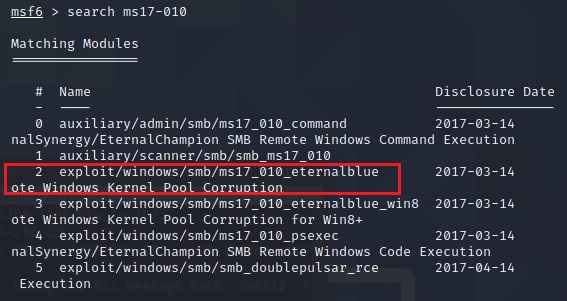 msf6 > search ms17-010
Matching Modules
================
# Name Disclosure Date
- ---- ---------------
0 auxiliary/admin/smb/ms17_010_command 2017-03-14
nalSynergy/EternalChampion SMB Remote Windows Command Execution
1 auxiliary/scanner/smb/smb_ms17_010
2 exploit/windows/smb/ms17_010_eternalblue 2017-03-14
ote Windows Kernel Pool Corruption
3 exploit/windows/smb/ms17_010_eternalblue_win8 2017-03-14
ote Windows Kernel Pool Corruption for Win8+
4 exploit/windows/smb/ms17_010_psexec 2017-03-14
nalSynergy/EternalChampion SMB Remote Windows Code Execution
5 exploit/windows/smb/smb_doublepulsar_rce 2017-04-14
Execution